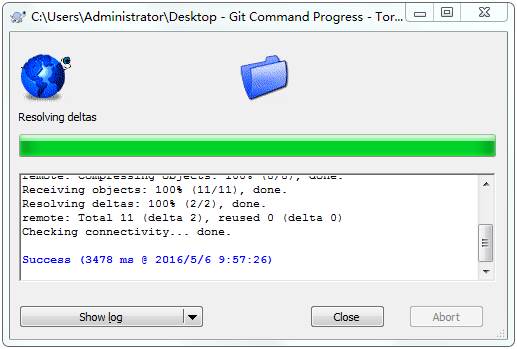 C:\Users\Administrator\Desktop - Git Command Progress - Tor...
Resolving deltas
remote: Compressing objects: 100% (8/8), done.
Receiving objects: 100% (11/11), done.
Resolving deltas: 100% (2/2), done.
remote: Total 11 (delta 2), reused 0 (delta 0)
Checking connectivity... done.
Success (3478 ms @ 2016/5/6 9:57:26)
Show log
Close
Abort